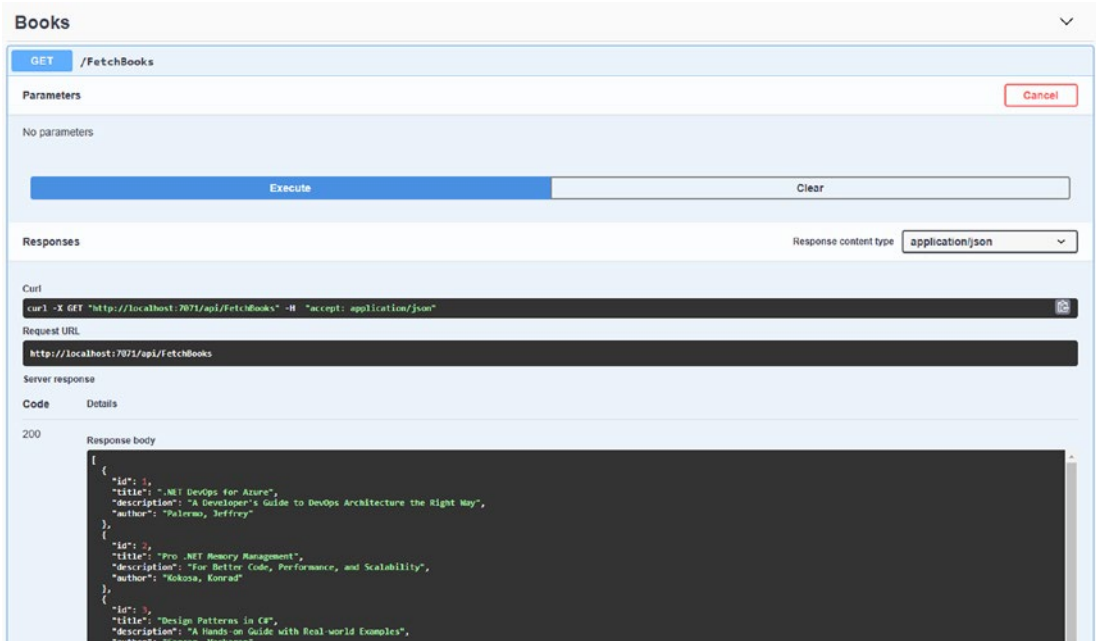 Books
GET /FetchBooks
Parameters Cancel
No parameters
Execute Clear
Responses Response content type application/json
Curl
curl -X GET "http://localhost:7071/api/FetchBooks" -H "accept: application/json"
Request URL
http://localhost:7071/api/FetchBooks
Server response
Code Details
200
Response body
[
{
"id": 1,
"title": ".NET DevOps for Azure",
"description": "A Developer's Guide to DevOps Architecture the Right Way",
"author": "Palermo, Jeffrey"
},
{
"id": 2,
"title": "Pro .NET Memory Management",
"description": "For Better Code, Performance, and Scalability",
"author": "Kokosa, Konrad"
},
{
"id": 3,
"title": "Design Patterns in C#",
"description": "A Hands-on Guide with Real-world Examples",